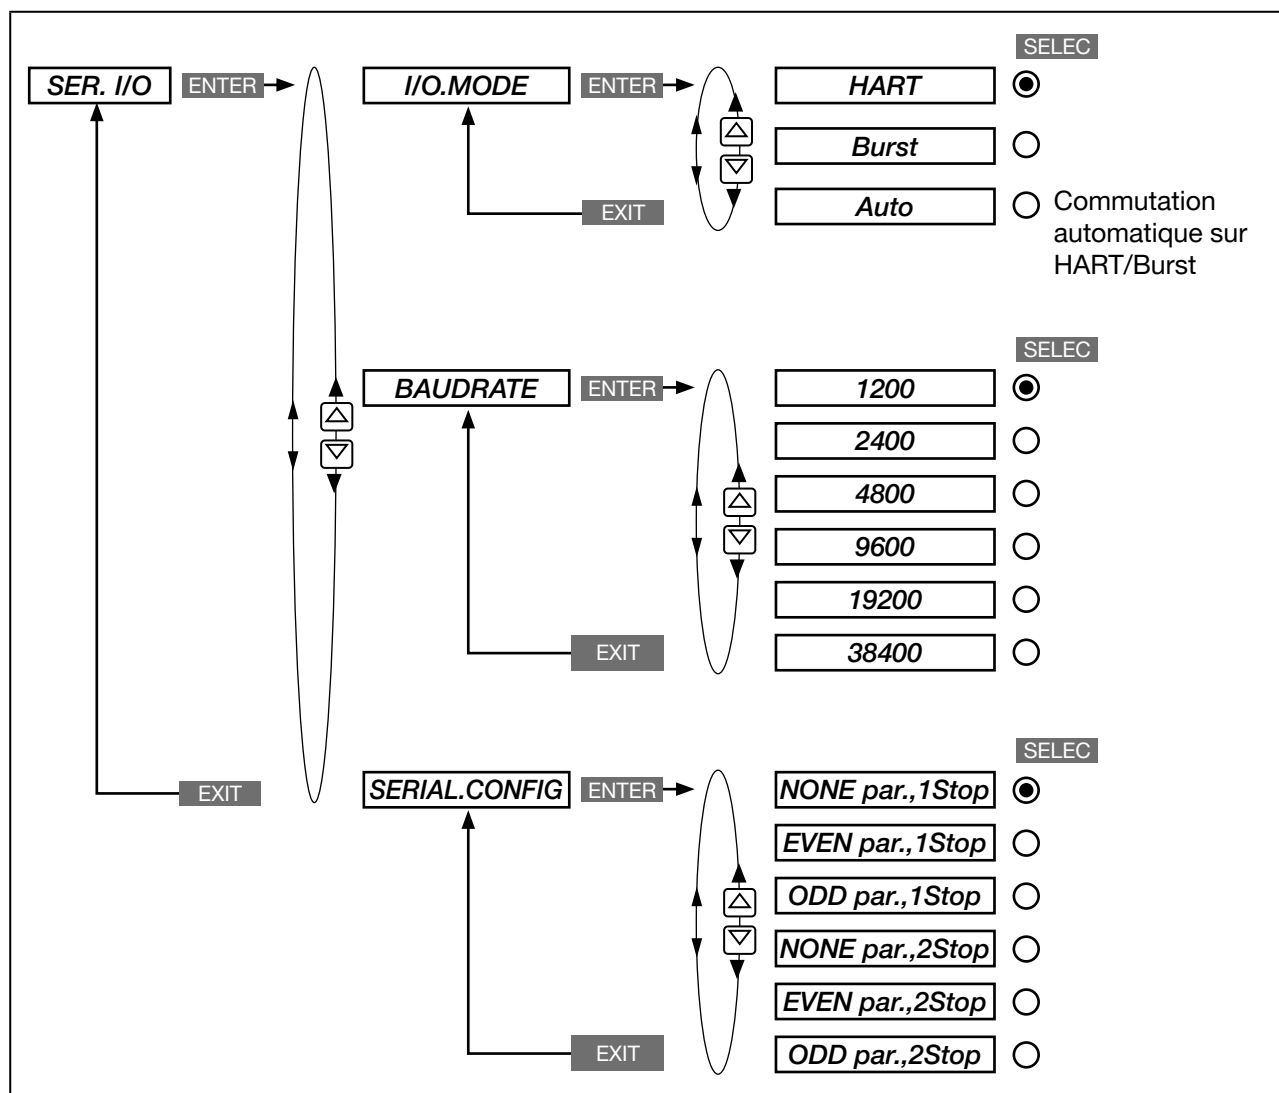 SELEC
SER. I/O ENTER I/O.MODE ENTER HART
Burst
EXIT Auto Commutation
automatique sur
HART/Burst
SELEC
BAUDRATE ENTER 1200
2400
4800
9600
19200
EXIT 38400
SELEC
EXIT SERIAL.CONFIG ENTER NONE par.,1Stop
EVEN par.,1Stop
ODD par.,1Stop
NONE par.,2Stop
EVEN par.,2Stop
EXIT ODD par.,2Stop